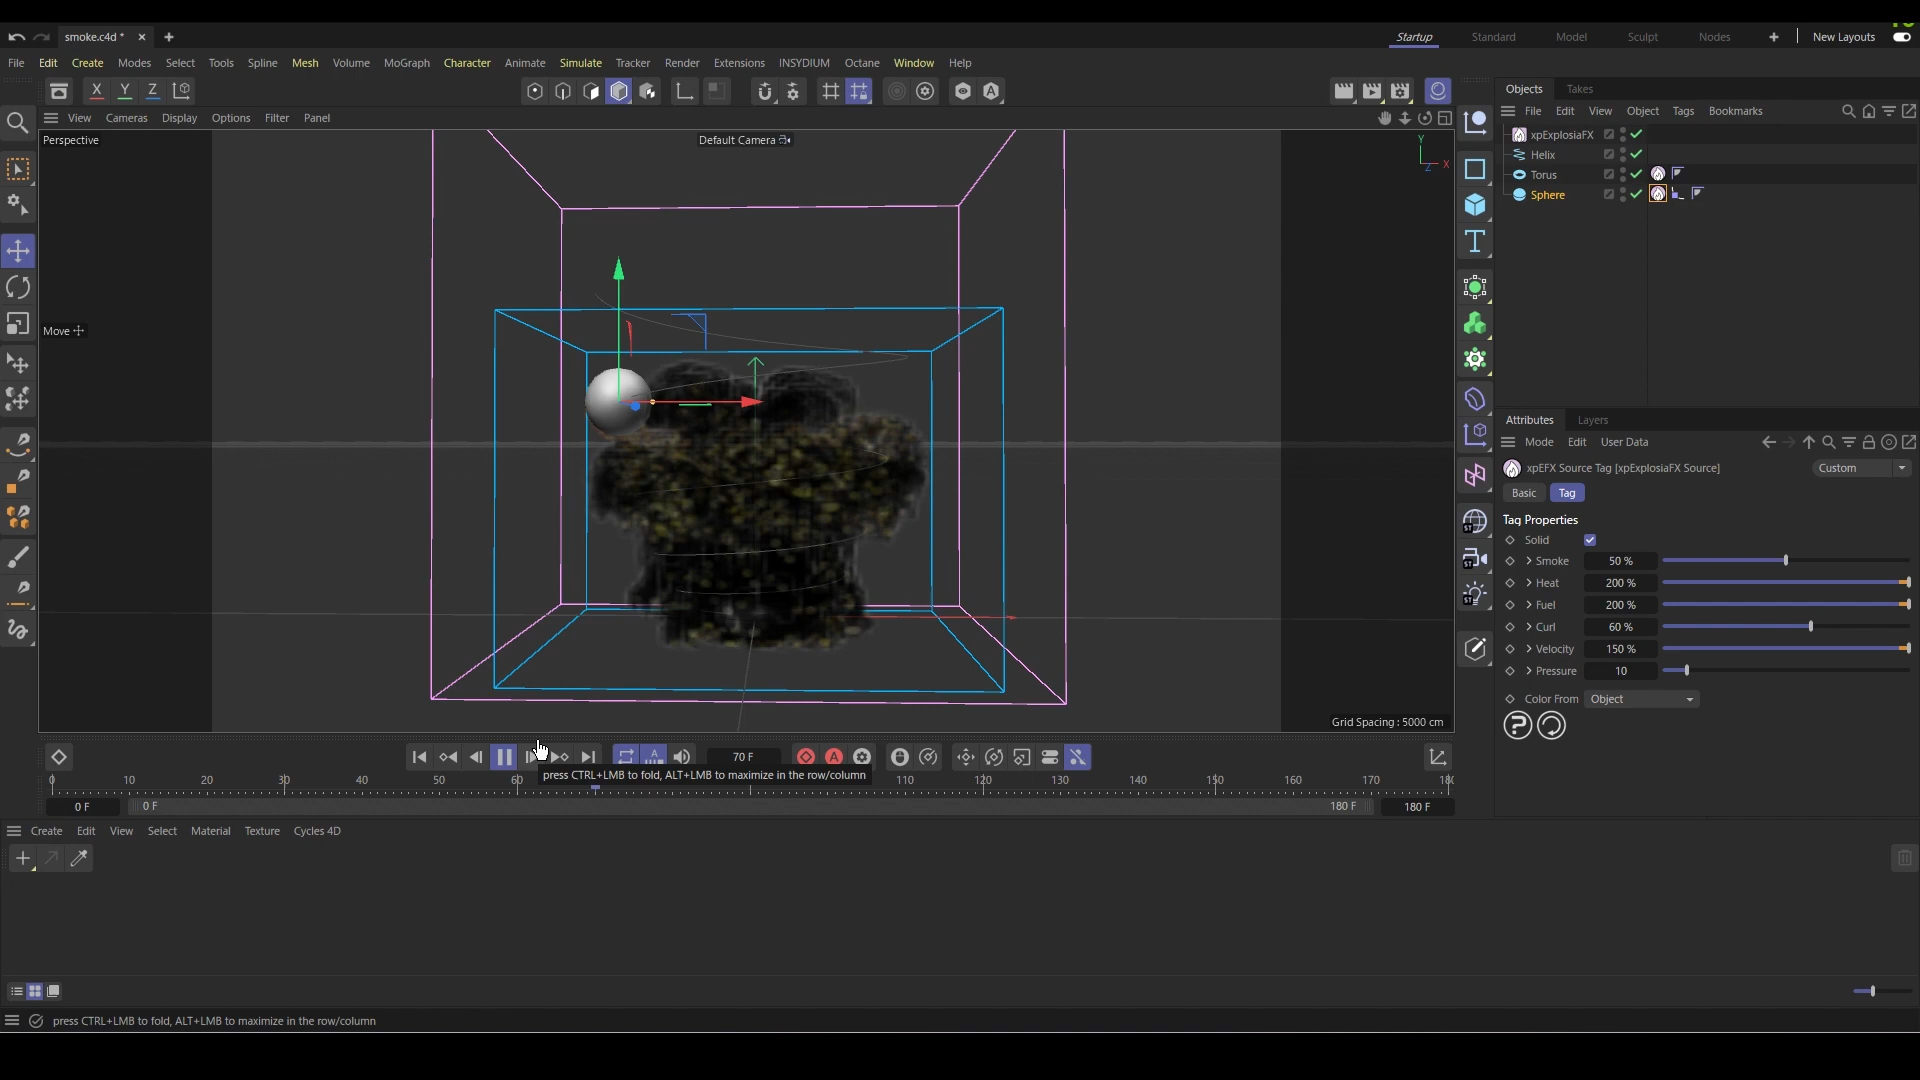 smoke.c4d *
Startup Standard Model Sculpt Nodes New Layouts
File Edit Create Modes Select Tools Spline Mesh Volume MoGraph Character Animate Simulate Tracker Render Extensions INSYDIUM Octane Window Help
X Y Z
Objects Takes
View Cameras Display Options Filter Panel
File Edit View Object Tags Bookmarks
Perspective
Default Camera
Y
X
Z
xpExplosiaFX
Helix
Torus
Sphere
Move
Attributes Layers
Mode Edit User Data
xpEFX Source Tag [xpExplosiaFX Source]
Custom
Basic Tag
Tag Properties
Solid
Smoke 50 %
Heat 200 %
Fuel 200 %
Curl 60 %
Velocity 150 %
Pressure 10
Color From Object
Grid Spacing : 5000 cm
70 F
press CTRL+LMB to fold, ALT+LMB to maximize in the row/column
0 10 20 30 40 50 60 110 120 130 140 150 160 170 180
0 F 0 F 180 F 180 F
Create Edit View Select Material Texture Cycles 4D
press CTRL+LMB to fold, ALT+LMB to maximize in the row/column